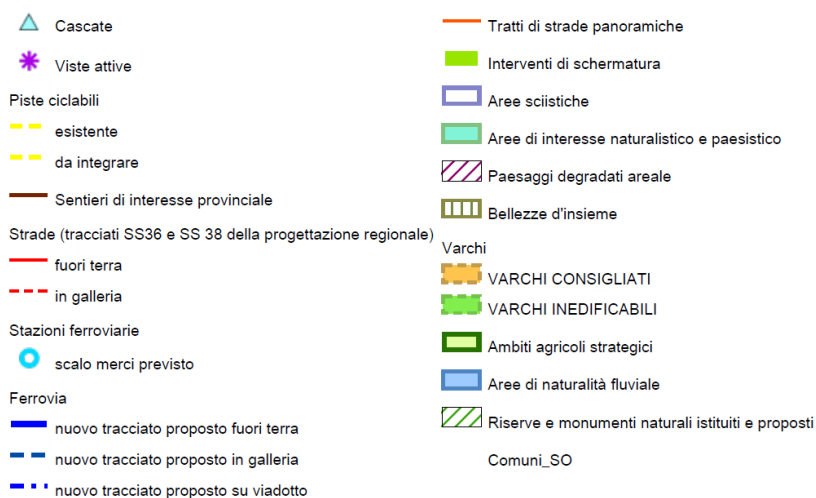 Cascate
Viste attive
Piste ciclabili
esistente
da integrare
Sentieri di interesse provinciale
Strade (tracciati SS36 e SS 38 della progettazione regionale)
fuori terra
in galleria
Stazioni ferroviarie
scalo merci previsto
Ferrovia
nuovo tracciato proposto fuori terra
nuovo tracciato proposto in galleria
nuovo tracciato proposto su viadotto
Tratti di strade panoramiche
Interventi di schermatura
Aree sciistiche
Aree di interesse naturalistico e paesistico
Paesaggi degradati areale
Bellezze d'insieme
Varchi
VARCHI CONSIGLIATI
VARCHI INEDIFICABILI
Ambiti agricoli strategici
Aree di naturalità fluviale
Riserve e monumenti naturali istituiti e proposti
Comuni_SO